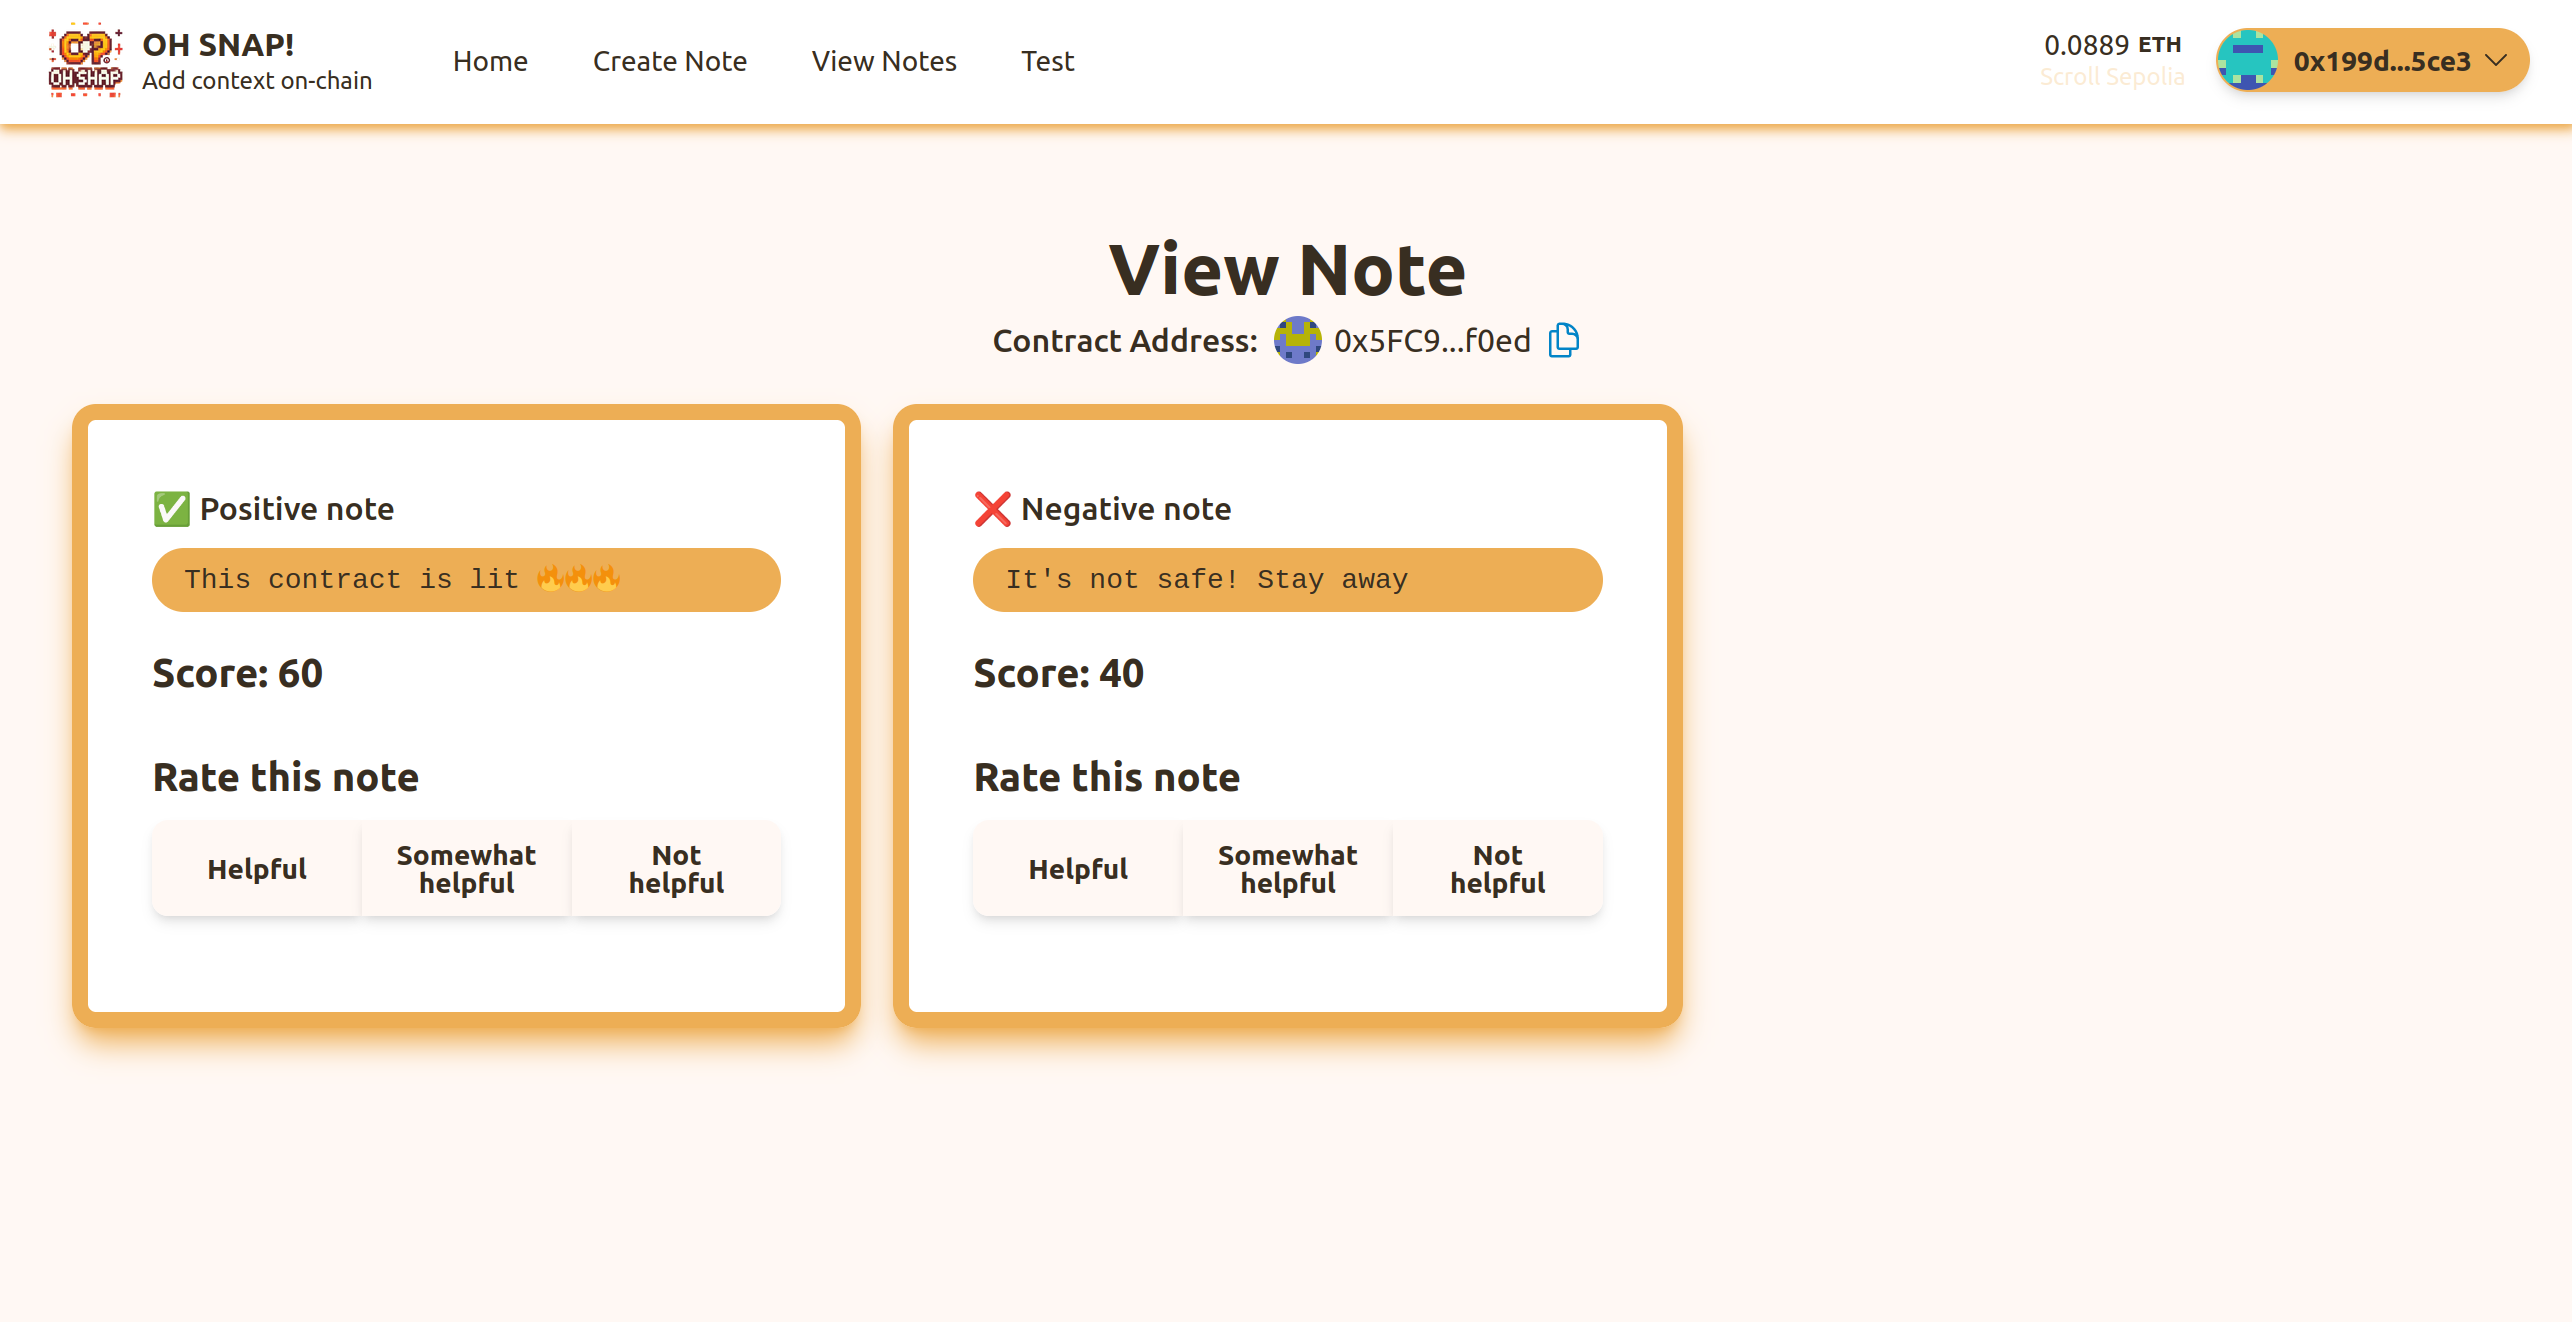 CP
OH SNAP
OH SNAP!
Add context on-chain
Home
Create Note
View Notes
Test
0.0889 ETH
Scroll Sepolia
0x199d...5ce3
View Note
Contract Address: 0x5FC9...f0ed
✅ Positive note
This contract is lit 🔥🔥🔥
Score: 60
Rate this note
Helpful
Somewhat
helpful
Not
helpful
❌ Negative note
It's not safe! Stay away
Score: 40
Rate this note
Helpful
Somewhat
helpful
Not
helpful